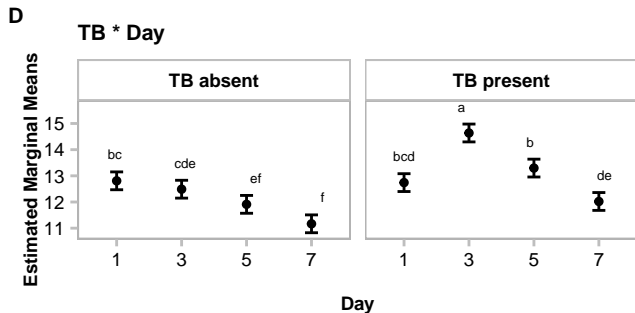 D
TB * Day
TB absent
TB present
Estimated Marginal Means
15
14
13
12
11
bc
cde
ef
f
bcd
a
b
de
1 3 5 7
1 3 5 7
Day